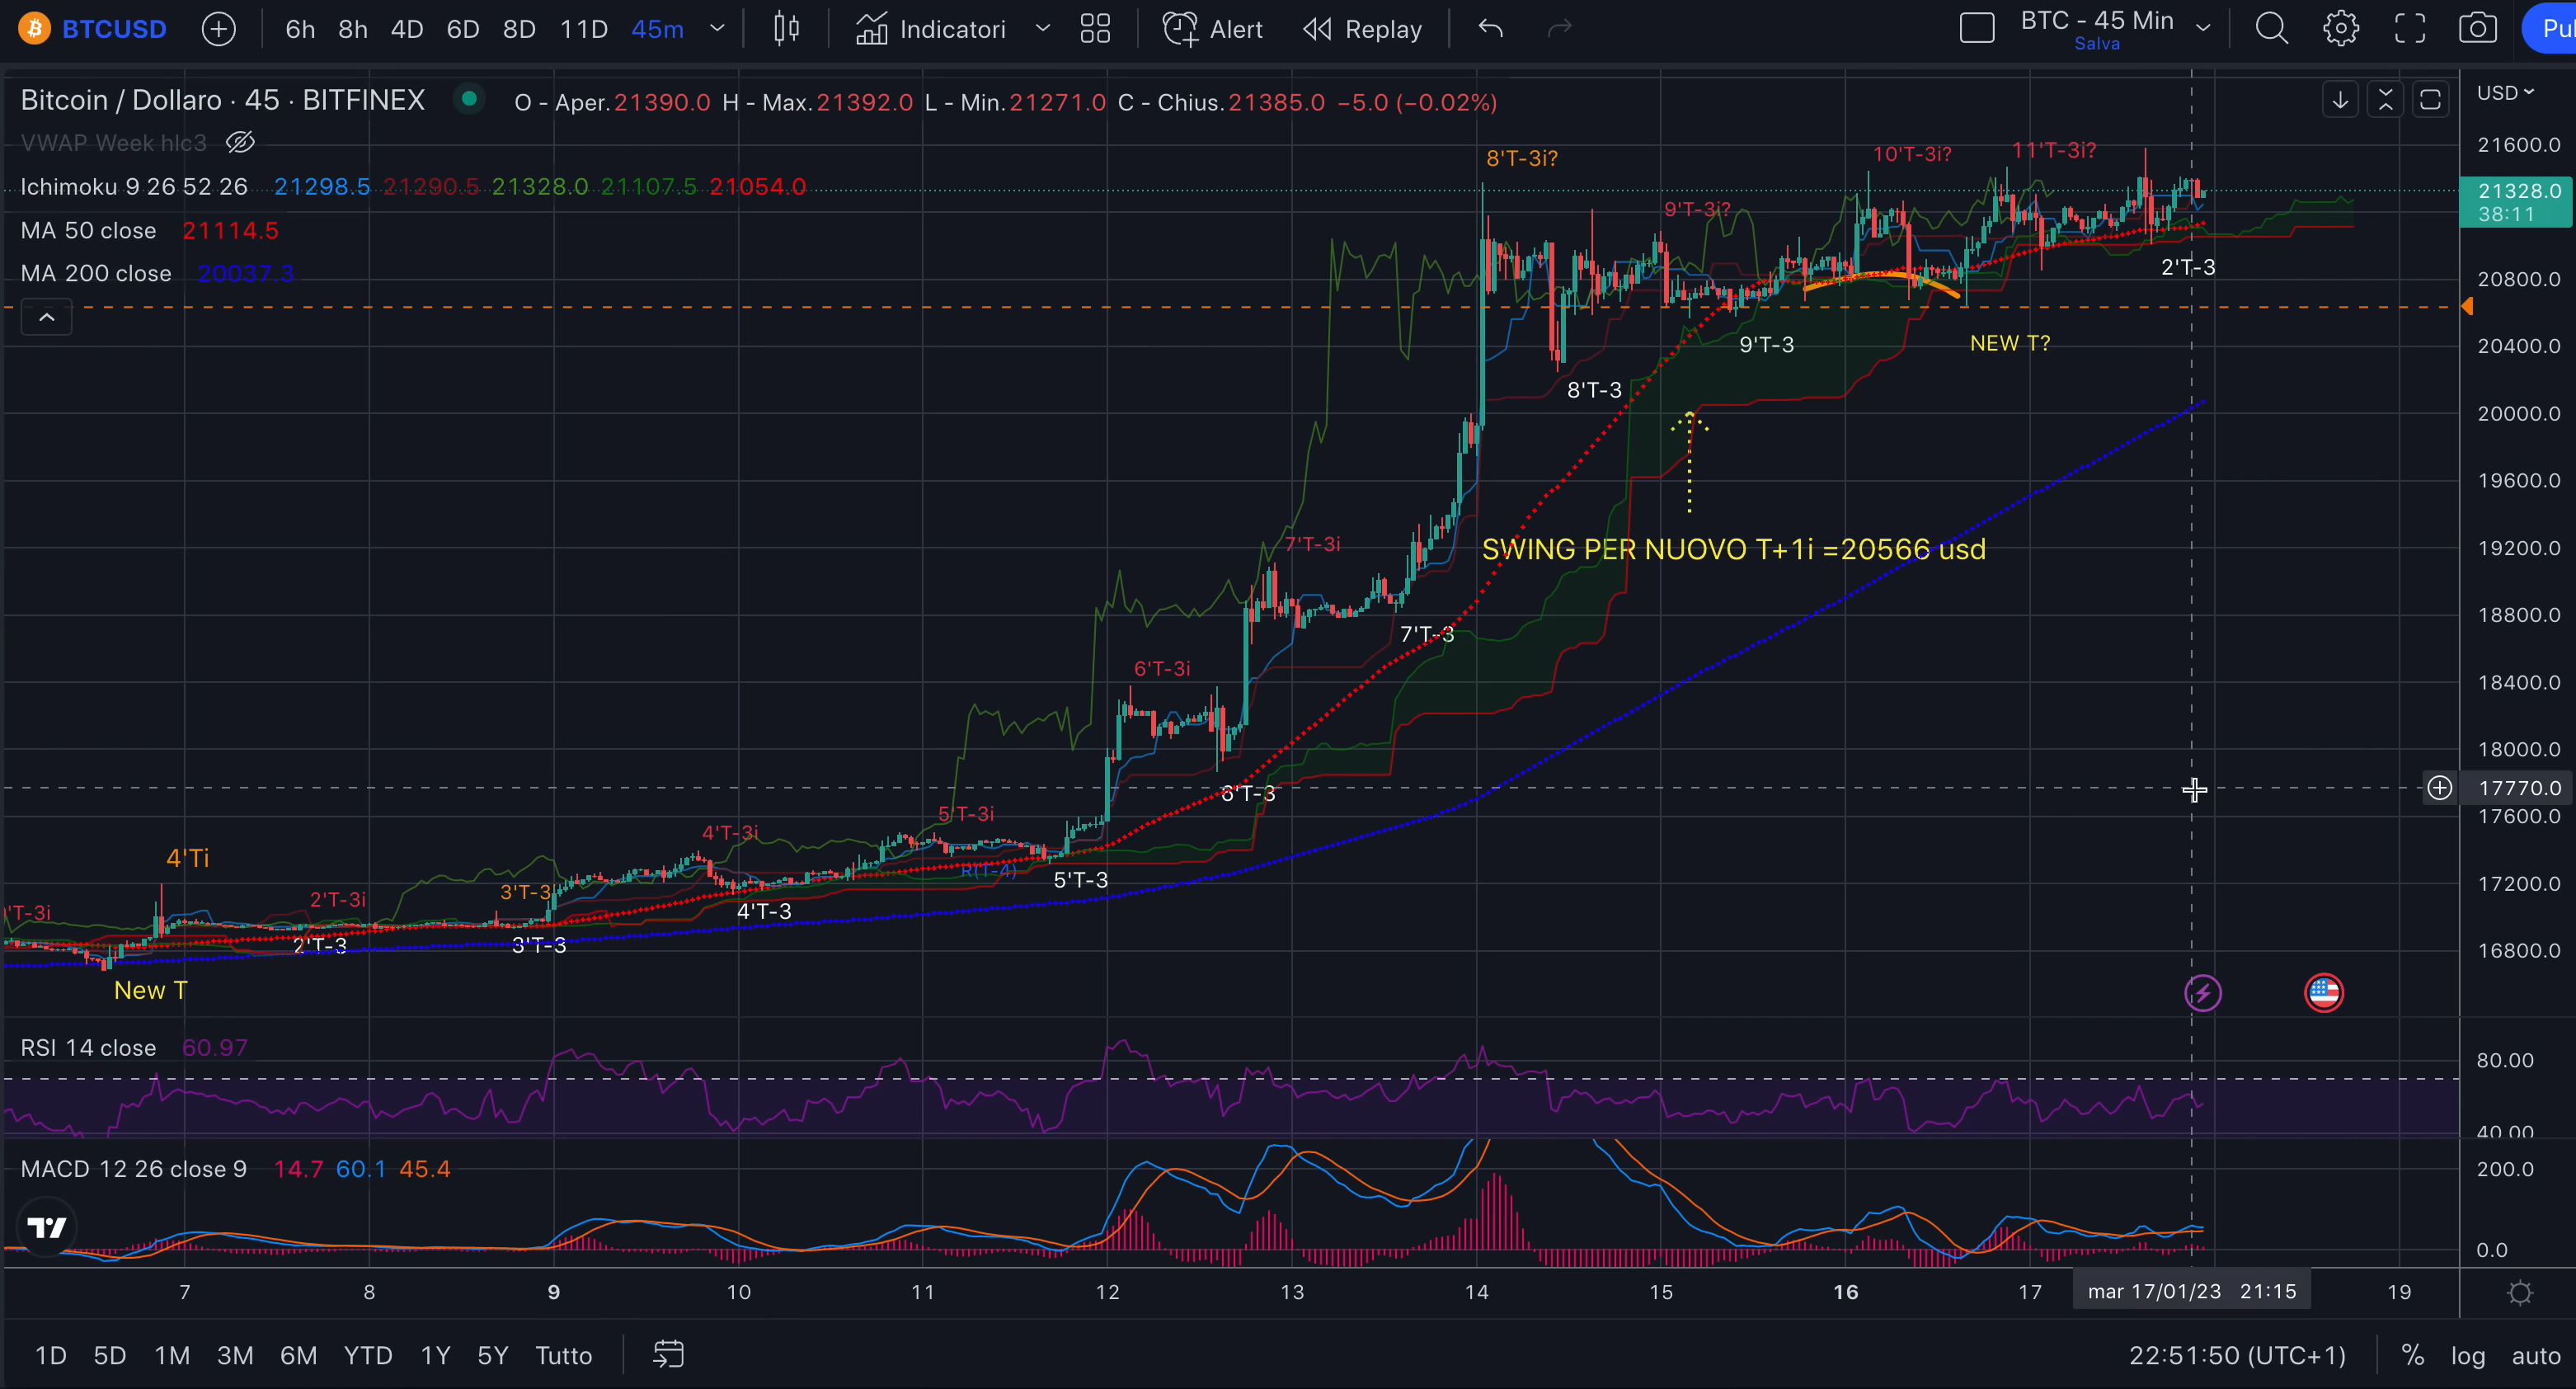 BTCUSD 6h 8h 4D 6D 8D 11D 45m Indicatori Alert Replay BTC - 45 Min
Salva
Bitcoin / Dollaro · 45 · BITFINEX O - Aper.21390.0 H - Max.21392.0 L - Min.21271.0 C - Chius.21385.0 −5.0 (−0.02%)
USD
VWAP Week hlc3
Ichimoku 9 26 52 26 21298.5 21290.5 21328.0 21107.5 21054.0
MA 50 close 21114.5
MA 200 close 20037.3
8'T-3i?
10'T-3i?
11'T-3i?
9'T-3i?
2'T-3
9'T-3
NEW T?
8'T-3
SWING PER NUOVO T+1i =20566 usd
7'T-3i
7'T-3
6'T-3i
6'T-3
5'T-3i
4'T-3i
4'Ti
R(T-4)
5'T-3
2'T-3i
3'T-3i
4'T-3
'T-3i
2'T-3
3'T-3
New T
21600.0
21328.0
38:11
20800.0
20400.0
20000.0
19600.0
19200.0
18800.0
18400.0
18000.0
17770.0
17600.0
17200.0
16800.0
RSI 14 close 60.97
80.00
40.00
MACD 12 26 close 9 14.7 60.1 45.4
200.0
0.0
7 8 9 10 11 12 13 14 15 16 17 mar 17/01/23 21:15 19
1D 5D 1M 3M 6M YTD 1Y 5Y Tutto 22:51:50 (UTC+1) % log auto